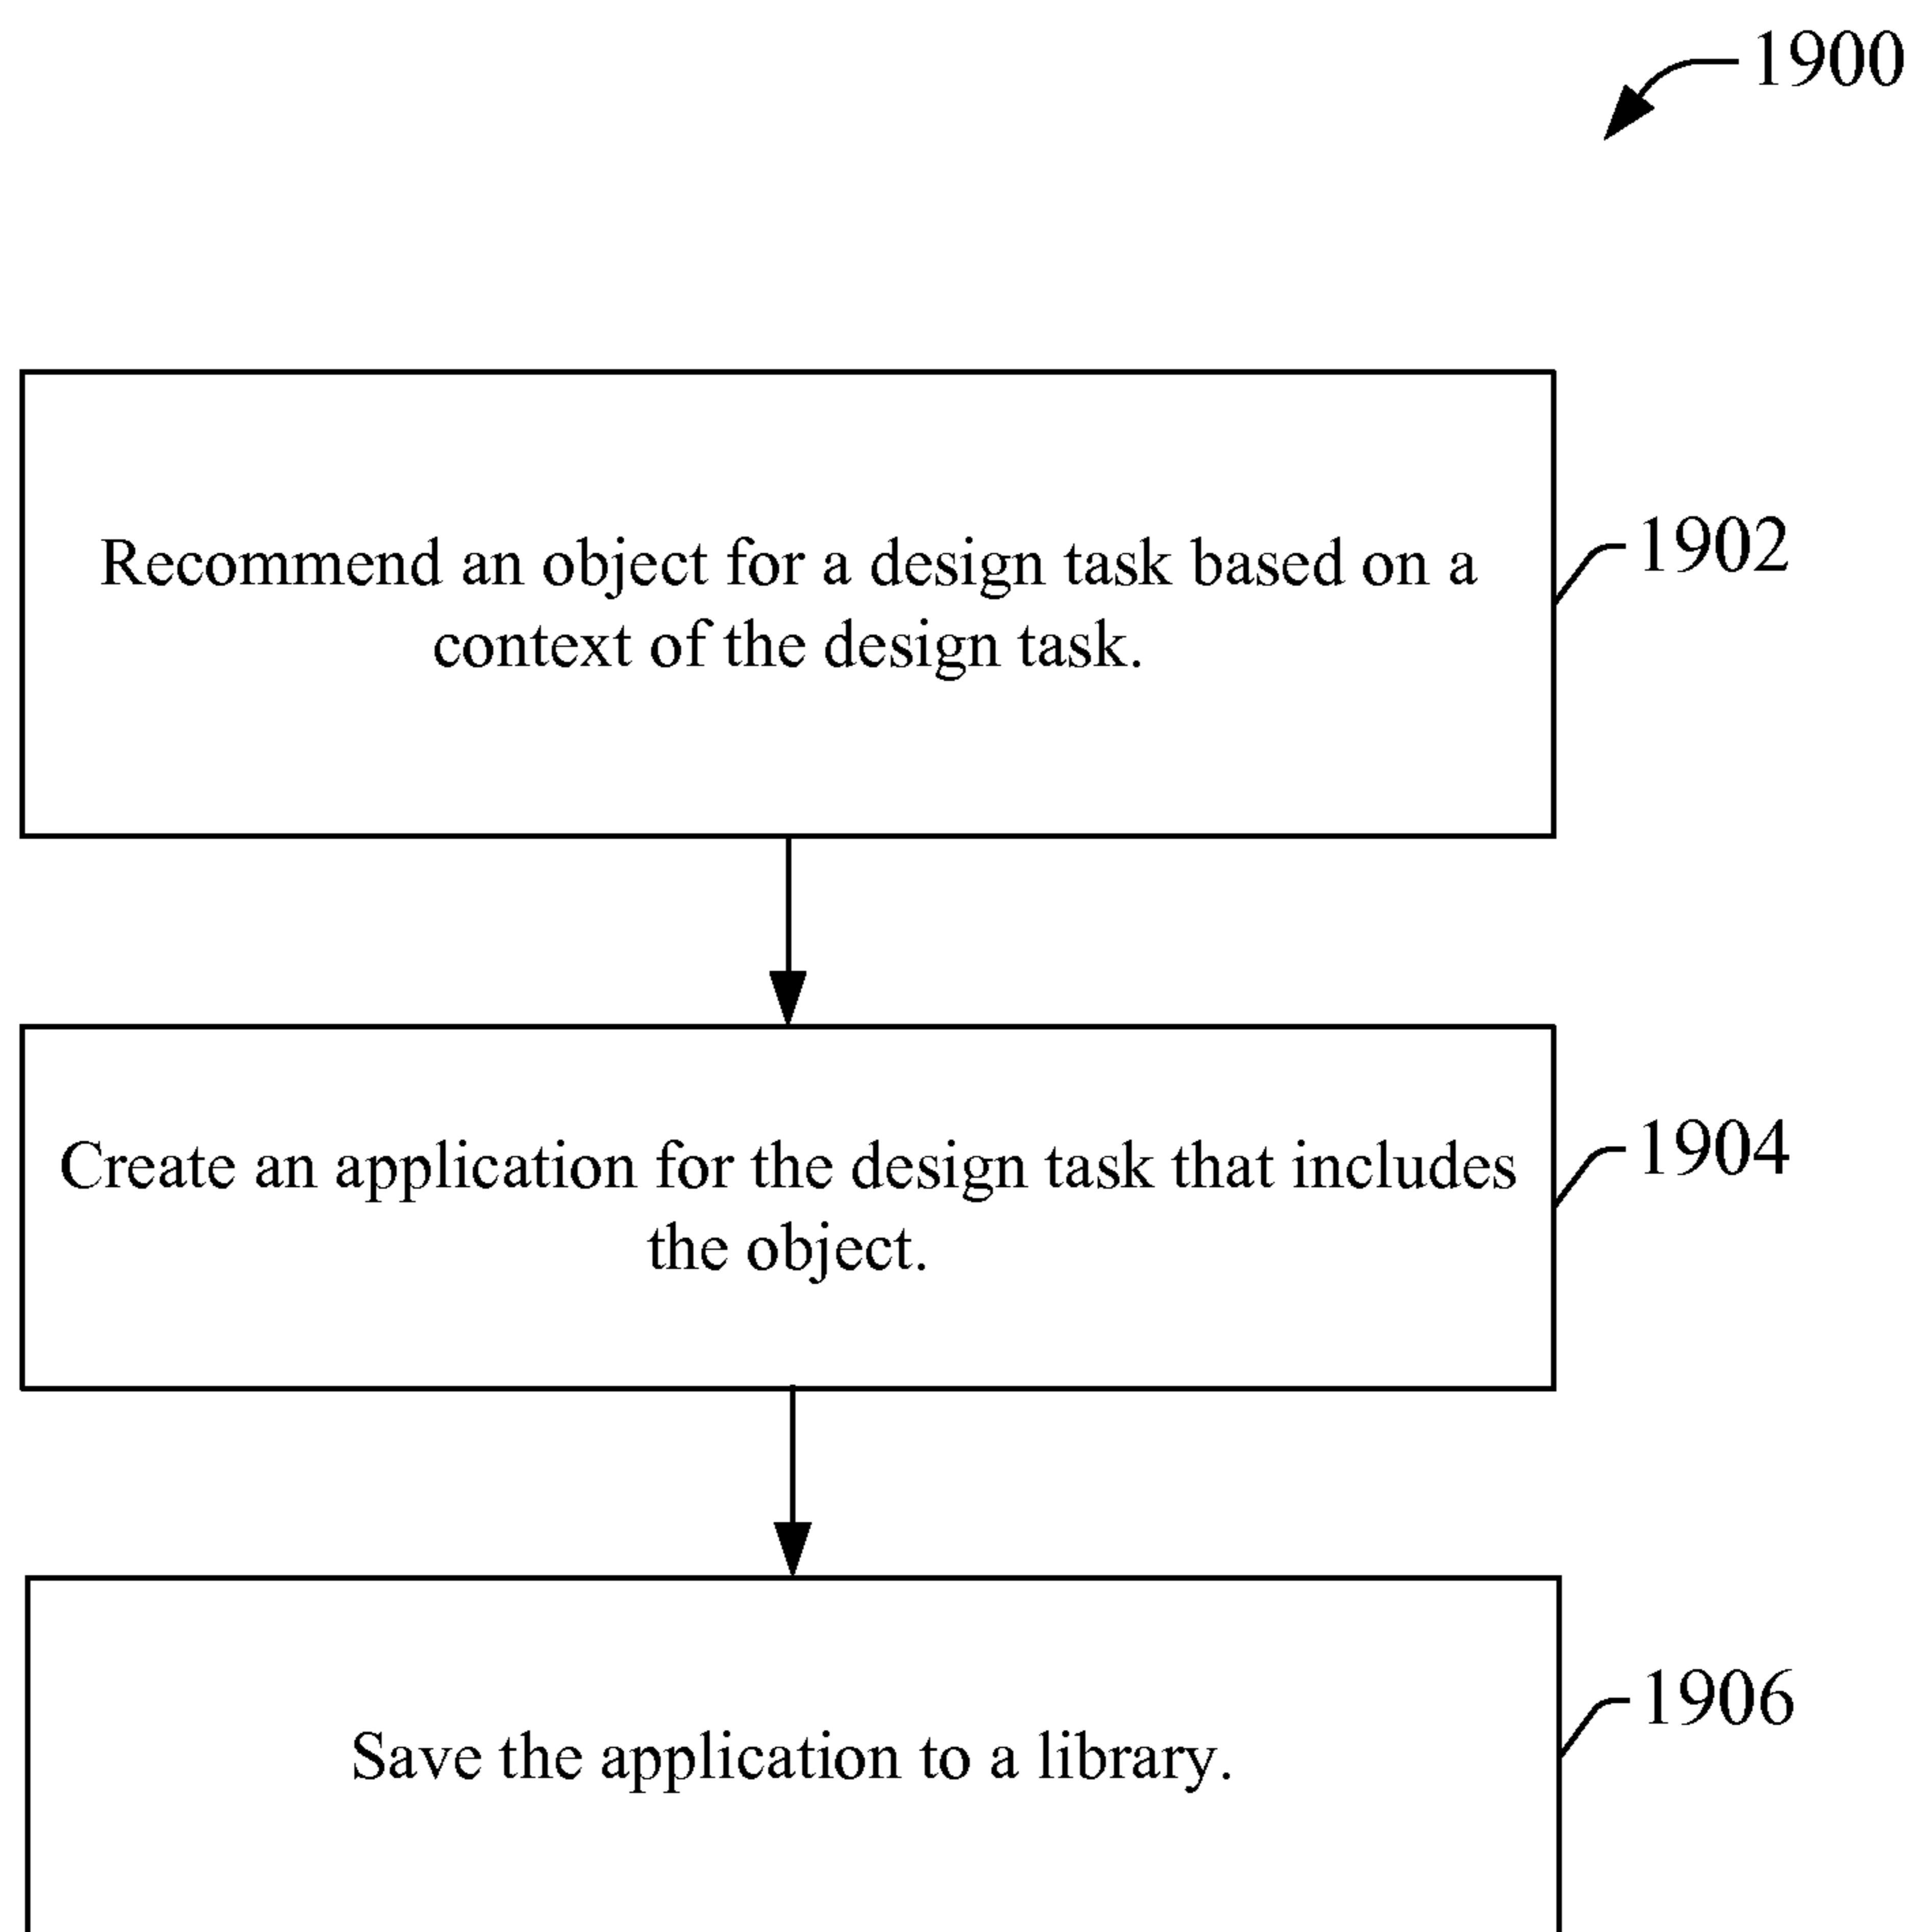 1900
Recommend an object for a design task based on a
context of the design task.
1902
Create an application for the design task that includes
the object.
1904
Save the application to a library.
1906